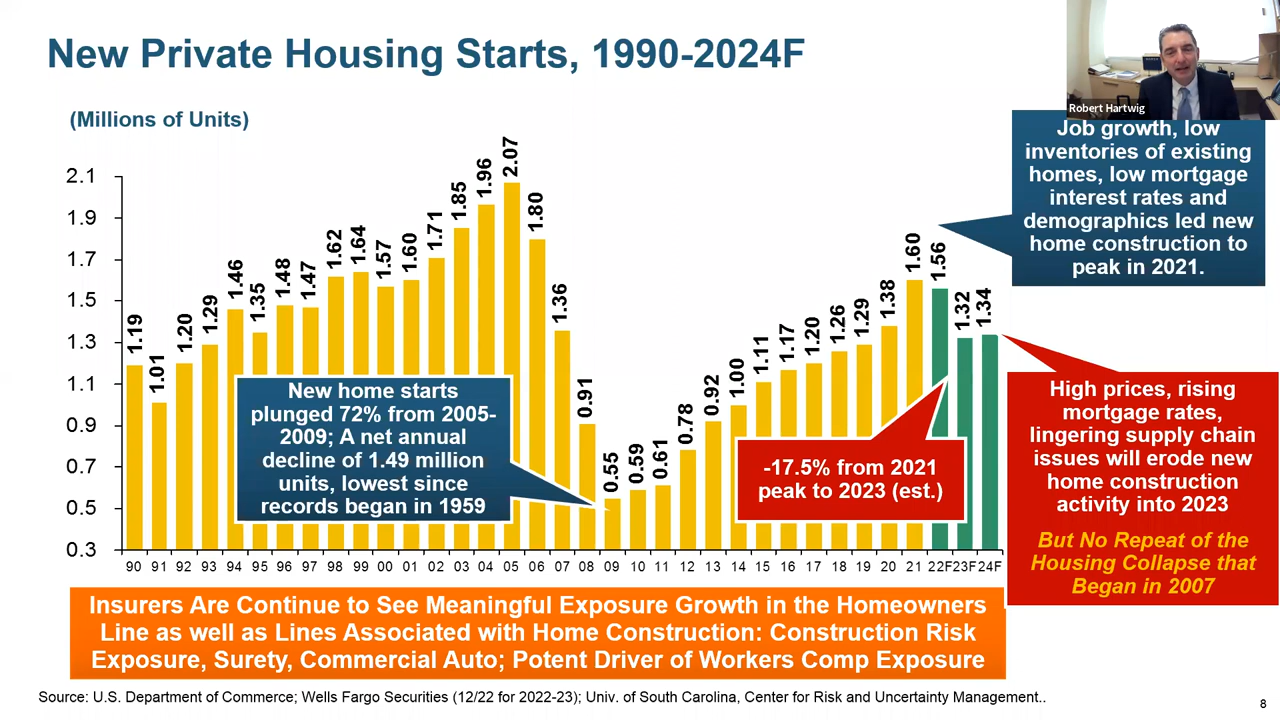 New Private Housing Starts, 1990-2024F
Robert Hartwig
(Millions of Units)
Job growth, low
inventories of existing
homes, low mortgage
interest rates and
demographics led new
home construction to
peak in 2021.
2.1
1.9
1.7
1.5
1.3
1.1
0.9
0.7
0.5
0.3
1.19
1.01
1.20
1.29
1.46
1.35
1.48
1.47
1.62
1.64
1.57
1.60
1.71
1.85
1.96
2.07
1.80
1.36
0.91
0.55
0.59
0.61
0.78
0.92
1.00
1.11
1.17
1.20
1.26
1.29
1.38
1.60
1.56
1.32
1.34
New home starts
plunged 72% from 2005-
2009; A net annual
decline of 1.49 million
units, lowest since
records began in 1959
-17.5% from 2021
peak to 2023 (est.)
High prices, rising
mortgage rates,
lingering supply chain
issues will erode new
home construction
activity into 2023
But No Repeat of the
Housing Collapse that
Began in 2007
90 91 92 93 94 95 96 97 98 99 00 01 02 03 04 05 06 07 08 09 10 11 12 13 14 15 16 17 18 19 20 21 22F 23F 24F
Insurers Are Continue to See Meaningful Exposure Growth in the Homeowners
Line as well as Lines Associated with Home Construction: Construction Risk
Exposure, Surety, Commercial Auto; Potent Driver of Workers Comp Exposure
Source: U.S. Department of Commerce; Wells Fargo Securities (12/22 for 2022-23); Univ. of South Carolina, Center for Risk and Uncertainty Management..
8